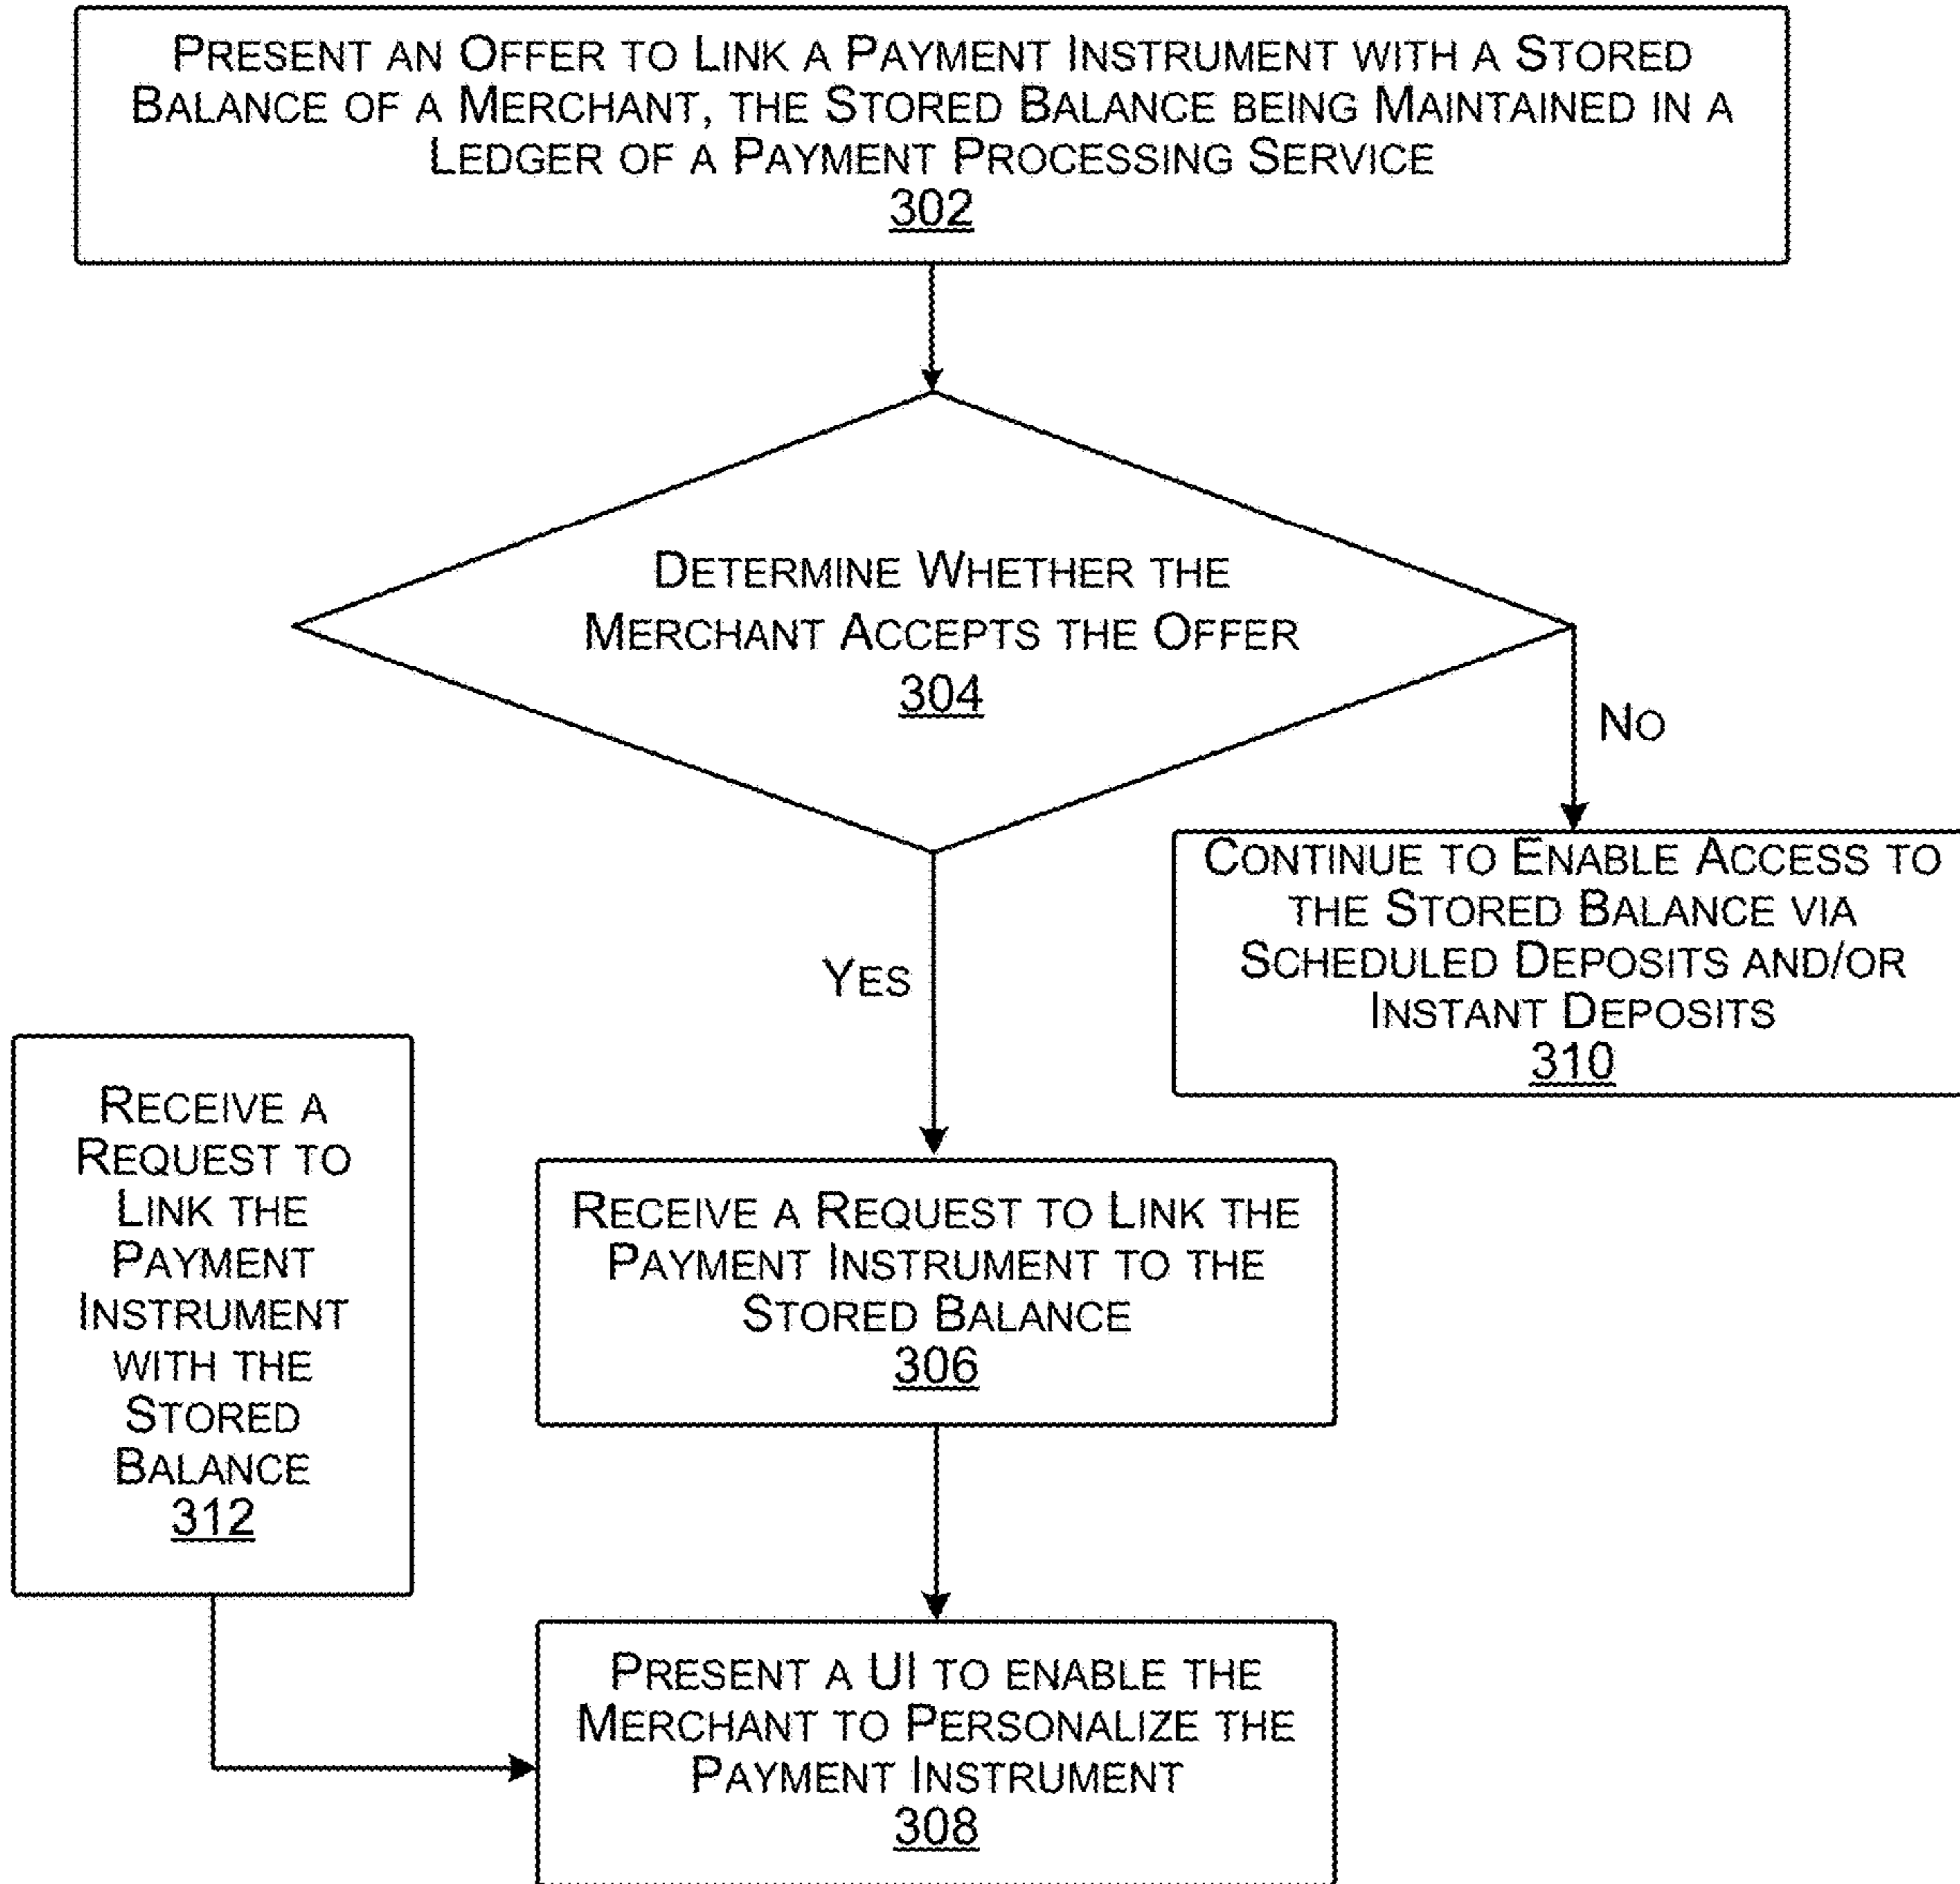 PRESENT AN OFFER TO LINK A PAYMENT INSTRUMENT WITH A STORED
BALANCE OF A MERCHANT, THE STORED BALANCE BEING MAINTAINED IN A
LEDGER OF A PAYMENT PROCESSING SERVICE
302
DETERMINE WHETHER THE
MERCHANT ACCEPTS THE OFFER
304
NO
CONTINUE TO ENABLE ACCESS TO
THE STORED BALANCE VIA
SCHEDULED DEPOSITS AND/OR
INSTANT DEPOSITS
310
YES
RECEIVE A
REQUEST TO
LINK THE
PAYMENT
INSTRUMENT
WITH THE
STORED
BALANCE
312
RECEIVE A REQUEST TO LINK THE
PAYMENT INSTRUMENT TO THE
STORED BALANCE
306
PRESENT A UI TO ENABLE THE
MERCHANT TO PERSONALIZE THE
PAYMENT INSTRUMENT
308